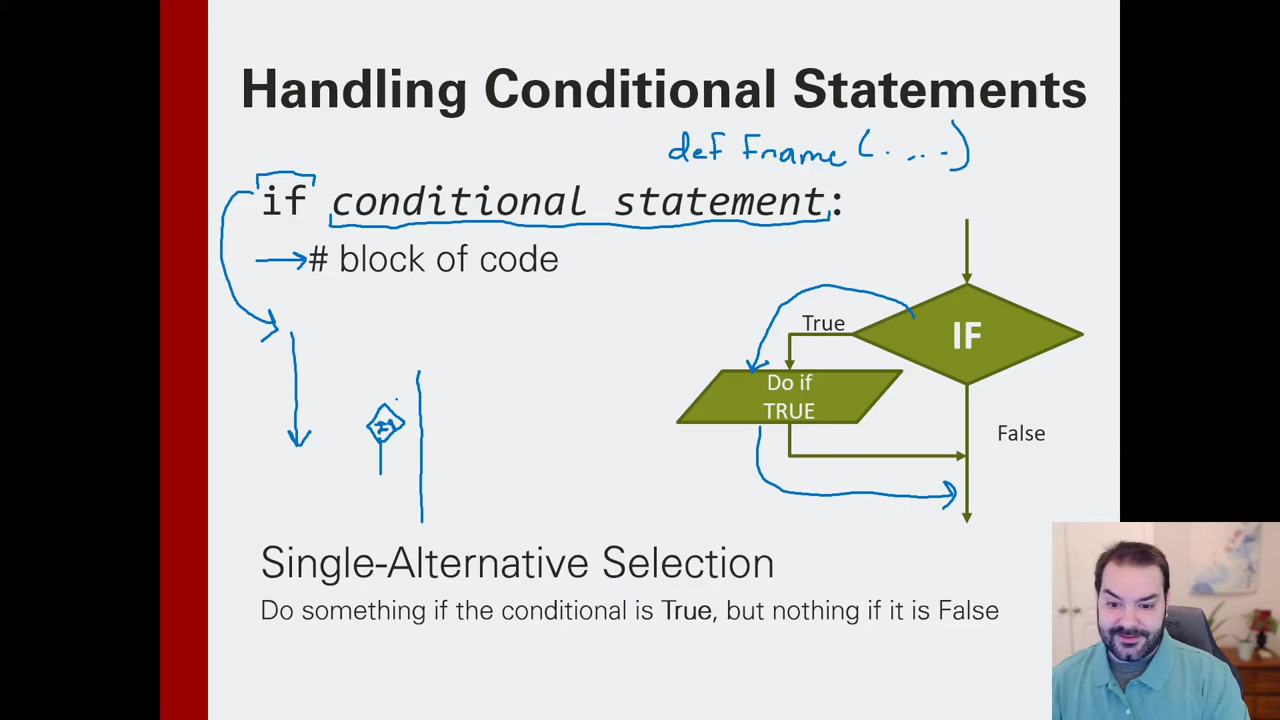 Handling Conditional Statements
def Fname (. ...)
if conditional statement:
# block of code
IF
True
Do if
TRUE
False
Single-Alternative Selection
Do something if the conditional is True, but nothing if it is False